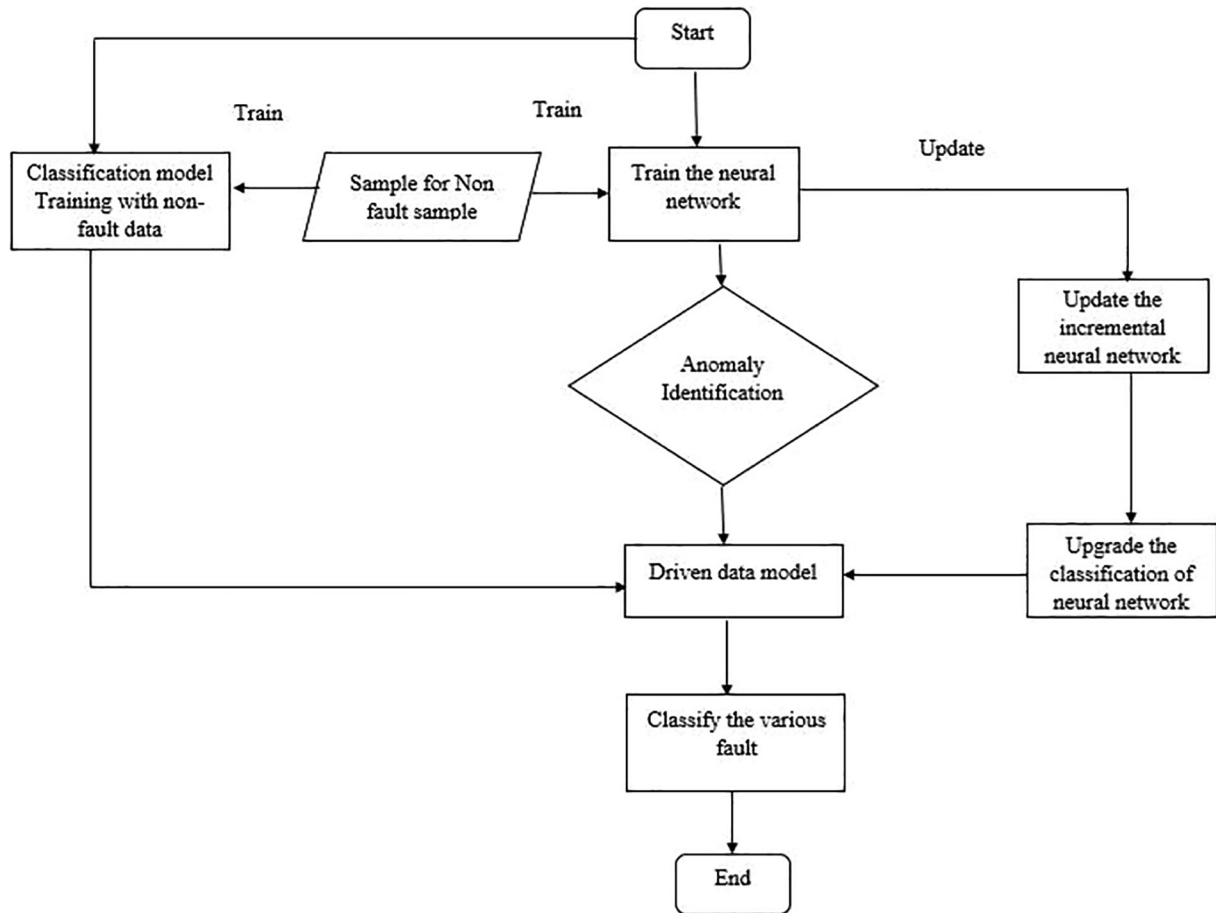 Start
Train
Train
Update
Classification model
Training with non-
fault data
Sample for Non
fault sample
Train the neural
network
Update the
incremental
neural network
Anomaly
Identification
Driven data model
Upgrade the
classification of
neural network
Classify the various
fault
End